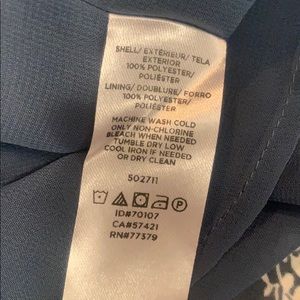 SHELL/ EXTÉRIEUR/ TELA
EXTERIOR
100% POLYESTER/
POLIÉSTER
LINING/ DOUBLURE/ FORRO
100% POLYESTER/
POLIÉSTER
MACHINE WASH COLD
ONLY NON-CHLORINE
BLEACH WHEN NEEDED
TUMBLE DRY LOW
COOL IRON IF NEEDED
OR DRY CLEAN
502711
P
ID#70107
CA#57421
RN#77379